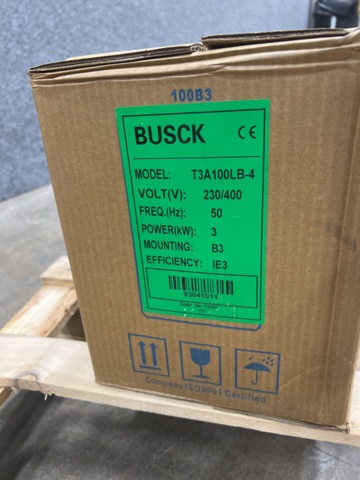 100B3
BUSCK CE
MODEL: T3A100LB-4
VOLT(V): 230/400
FREQ.(Hz): 50
POWER(kW): 3
MOUNTING: B3
EFFICIENCY: IE3
93041011
Company ISO9001 Certified